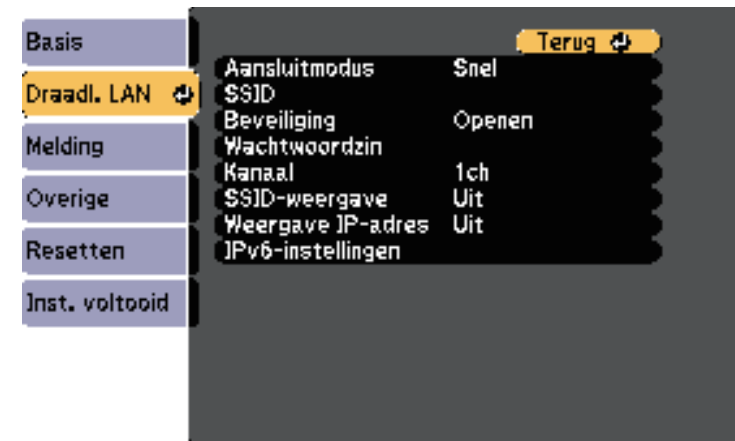 Basis
Draadl. LAN
Melding
Overige
Resetten
Inst. voltooid
Terug
Aansluitmodus Snel
SSID
Beveiliging Openen
Wachtwoordzin
Kanaal 1ch
SSID-weergave Uit
Weergave IP-adres Uit
IPv6-instellingen